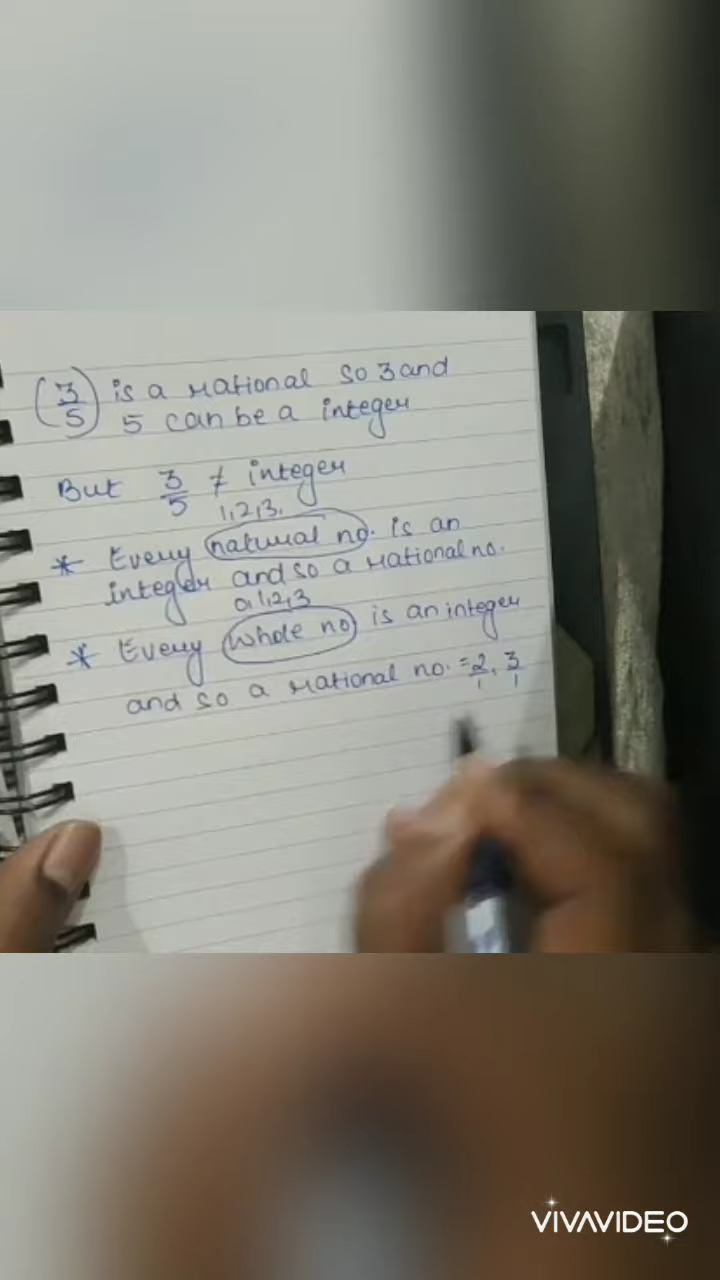 (3/5) is a rational so 3 and
5 can be a integer
But 3/5 ≠ integer
1,2,3.
* Every natural no. is an
integer and so a rational no.
0,1,2,3
* Every whole no is an integer
and so a rational no. = 2/1, 3/1
VIVAVIDEO